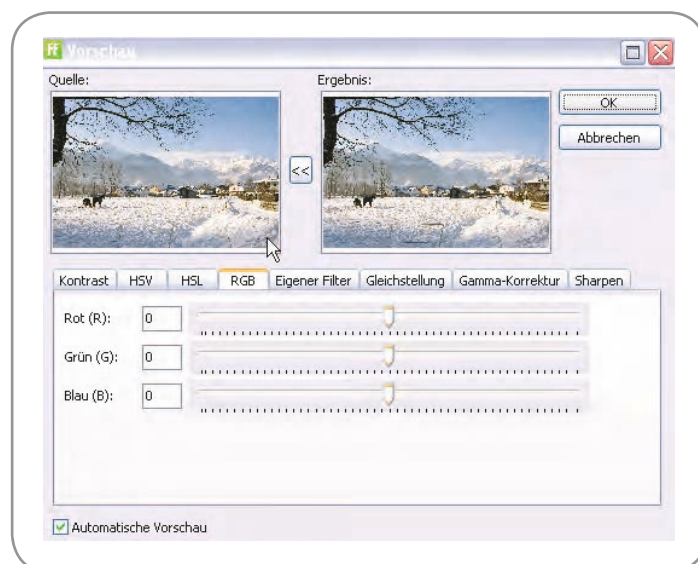 ff Vorschau
Quelle:
Ergebnis:
OK
Abbrechen
<<
Kontrast HSV HSL RGB Eigener Filter Gleichstellung Gamma-Korrektur Sharpen
Rot (R): 0
Grün (G): 0
Blau (B): 0
Automatische Vorschau